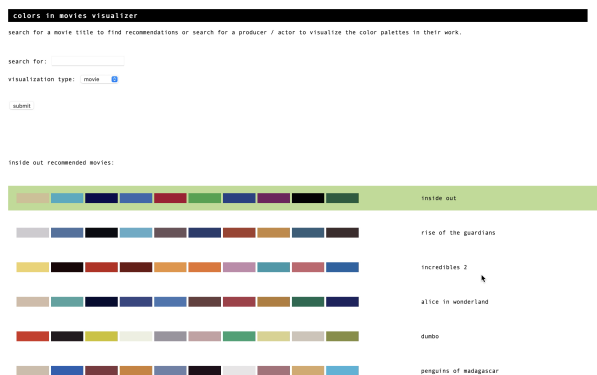 colors in movies visualizer
search for a movie title to find recommendations or search for a producer / actor to visualize the color palettes in their work.
search for:
visualization type: movie
submit
inside out recommended movies:
inside out
rise of the guardians
incredibles 2
alice in wonderland
dumbo
penguins of madagascar